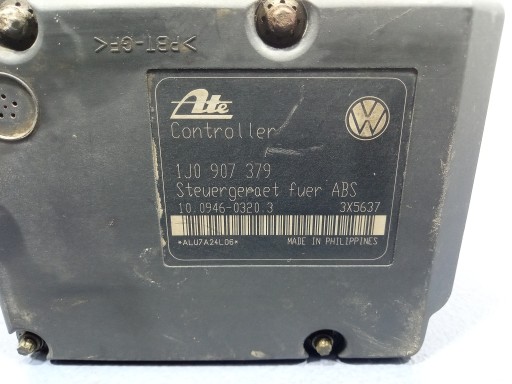 >PBT-GF<
Ate
Controller
1J0 907 379
Steuergeraet fuer ABS
10.0946-0320.3 3X5637
*ALU7A24L06* MADE IN PHILIPPINES